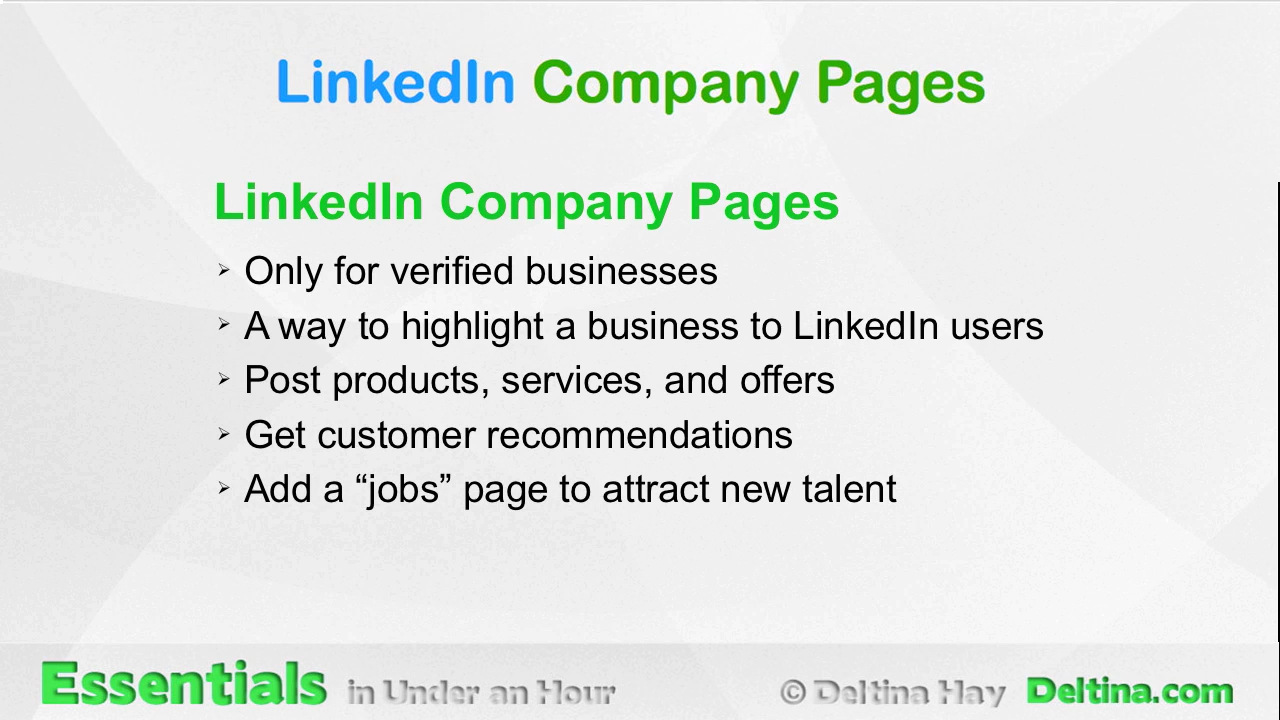 LinkedIn Company Pages
LinkedIn Company Pages
➢ Only for verified businesses
➢ A way to highlight a business to LinkedIn users
➢ Post products, services, and offers
➢ Get customer recommendations
➢ Add a “jobs” page to attract new talent
Essentials in Under an Hour © Deltina Hay Deltina.com